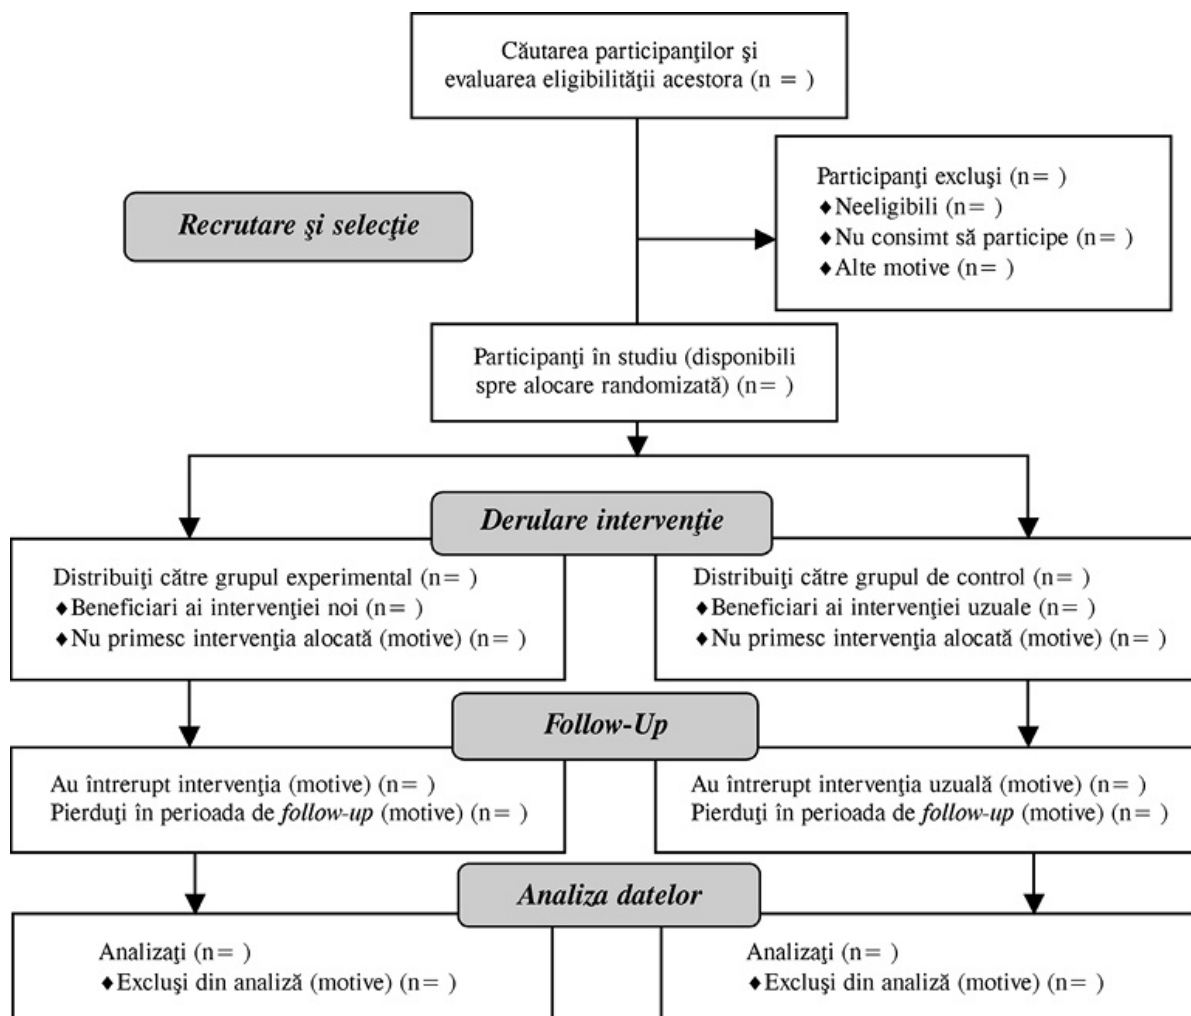 Căutarea participanţilor şi
evaluarea eligibilităţii acestora (n = )
Participanţi excluşi (n= )
♦Neeligibili (n= )
♦Nu consimt să participe (n= )
♦Alte motive (n= )
Recrutare şi selecţie
Participanţi în studiu (disponibili
spre alocare randomizată) (n= )
Derulare intervenţie
Distribuiţi către grupul experimental (n= )
♦Beneficiari ai intervenţiei noi (n= )
♦Nu primesc intervenţia alocată (motive) (n= )
Distribuiţi către grupul de control (n= )
♦Beneficiari ai intervenţiei uzuale (n= )
♦Nu primesc intervenţia alocată (motive) (n= )
Follow-Up
Au întrerupt intervenţia (motive) (n= )
Pierduţi în perioada de follow-up (motive) (n= )
Au întrerupt intervenţia uzuală (motive) (n= )
Pierduţi în perioada de follow-up (motive) (n= )
Analiza datelor
Analizaţi (n= )
♦Excluşi din analiză (motive) (n= )
Analizaţi (n= )
♦Excluşi din analiză (motive) (n= )